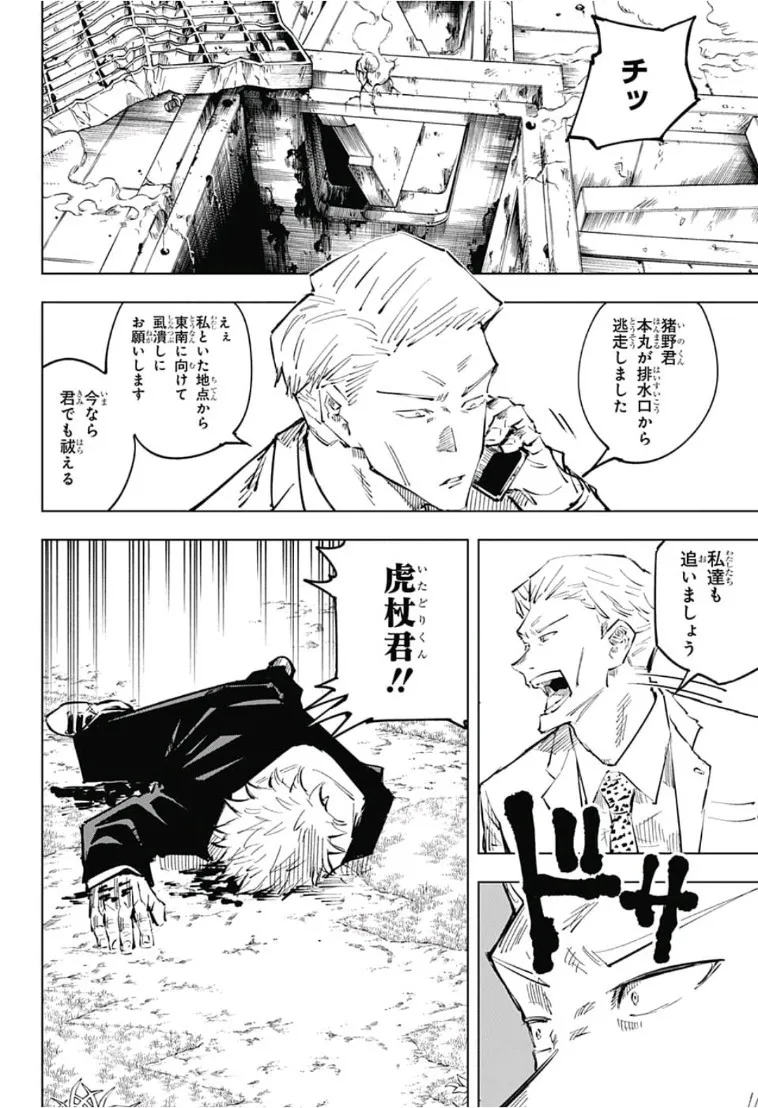 チッ
猪野君
本丸が排水口から
逃走しました
ええ
私といた地点から
東南に向けて
虱潰しに
お願いします
今なら
君でも祓える
私達も
追いましょう
ドサ
虎杖君!!